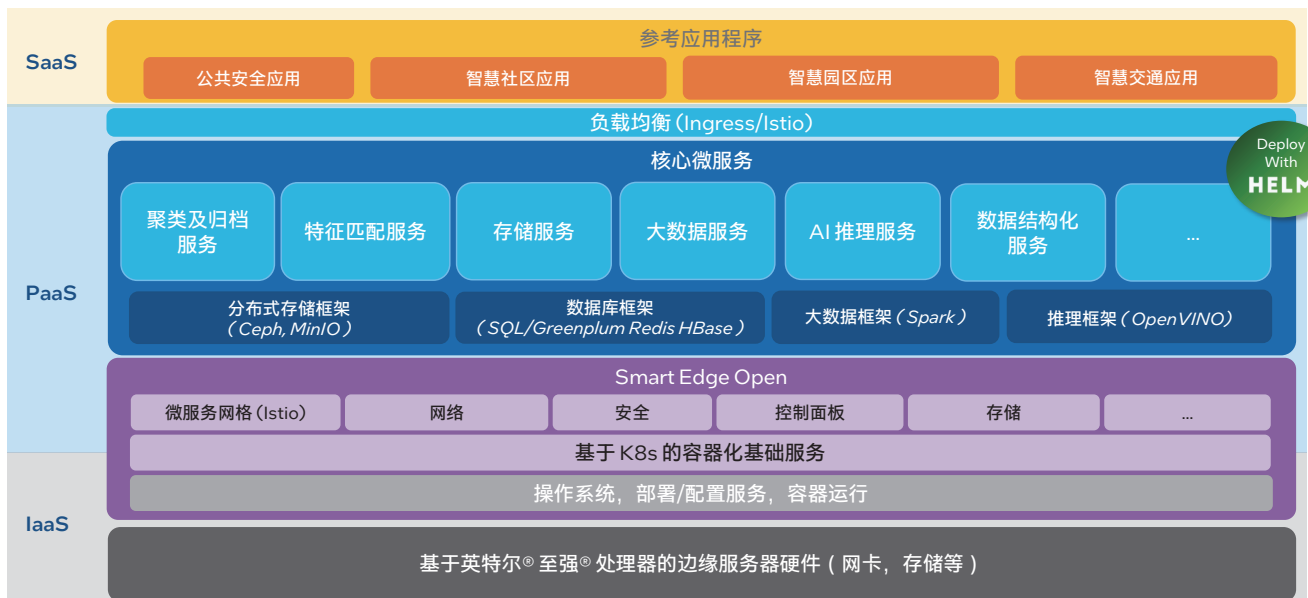 SaaS
参考应用程序
公共安全应用
智慧社区应用
智慧园区应用
智慧交通应用
负载均衡 (Ingress/Istio)
PaaS
核心微服务
Deploy
With
HELM
聚类及归档
服务
特征匹配服务
存储服务
大数据服务
AI 推理服务
数据结构化
服务
...
分布式存储框架
(Ceph, MinIO)
数据库框架
(SQL/Greenplum Redis HBase)
大数据框架 (Spark)
推理框架 (OpenVINO)
Smart Edge Open
微服务网格 (Istio)
网络
安全
控制面板
存储
...
基于 K8s 的容器化基础服务
IaaS
操作系统，部署/配置服务，容器运行
基于英特尔® 至强® 处理器的边缘服务器硬件 ( 网卡，存储等 )